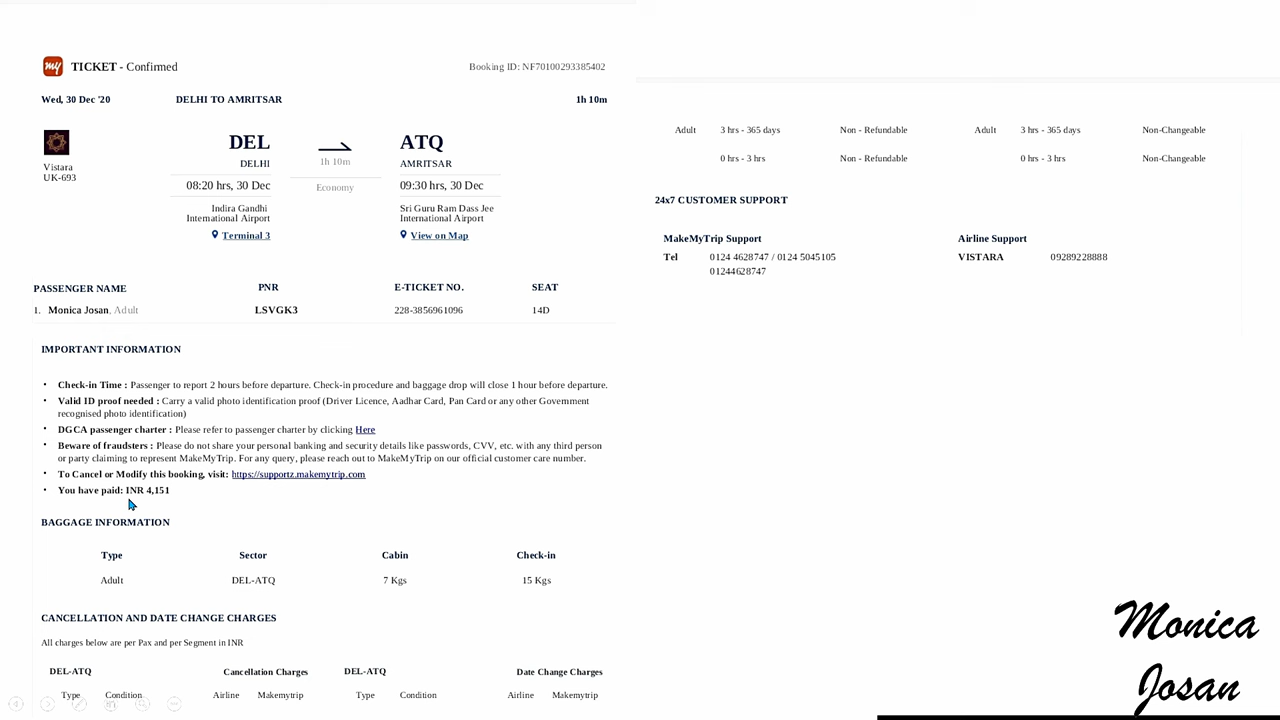 my TICKET - Confirmed Booking ID: NF70100293385402
Wed, 30 Dec '20 DELHI TO AMRITSAR 1h 10m
DEL ATQ
1h 10m
Vistara DELHI AMRITSAR
UK-693
08:20 hrs, 30 Dec Economy 09:30 hrs, 30 Dec
Indira Gandhi Sri Guru Ram Dass Jee
International Airport International Airport
Terminal 3 View on Map
PASSENGER NAME PNR E-TICKET NO. SEAT
1. Monica Josan, Adult LSVGK3 228-3856961096 14D
IMPORTANT INFORMATION
• Check-in Time : Passenger to report 2 hours before departure. Check-in procedure and baggage drop will close 1 hour before departure.
• Valid ID proof needed : Carry a valid photo identification proof (Driver Licence, Aadhar Card, Pan Card or any other Government
recognised photo identification)
• DGCA passenger charter : Please refer to passenger charter by clicking Here
• Beware of fraudsters : Please do not share your personal banking and security details like passwords, CVV, etc. with any third person
or party claiming to represent MakeMyTrip. For any query, please reach out to MakeMyTrip on our official customer care number.
• To Cancel or Modify this booking, visit: https://supportz.makemytrip.com
• You have paid: INR 4,151
BAGGAGE INFORMATION
Type Sector Cabin Check-in
Adult DEL-ATQ 7 Kgs 15 Kgs
CANCELLATION AND DATE CHANGE CHARGES
All charges below are per Pax and per Segment in INR
DEL-ATQ Cancellation Charges DEL-ATQ Date Change Charges
Type Condition Airline Makemytrip Type Condition Airline Makemytrip
Adult 3 hrs - 365 days Non - Refundable Adult 3 hrs - 365 days Non-Changeable
0 hrs - 3 hrs Non - Refundable 0 hrs - 3 hrs Non-Changeable
24x7 CUSTOMER SUPPORT
MakeMyTrip Support Airline Support
Tel 0124 4628747 / 0124 5045105 VISTARA 09289228888
01244628747
Monica
Josan